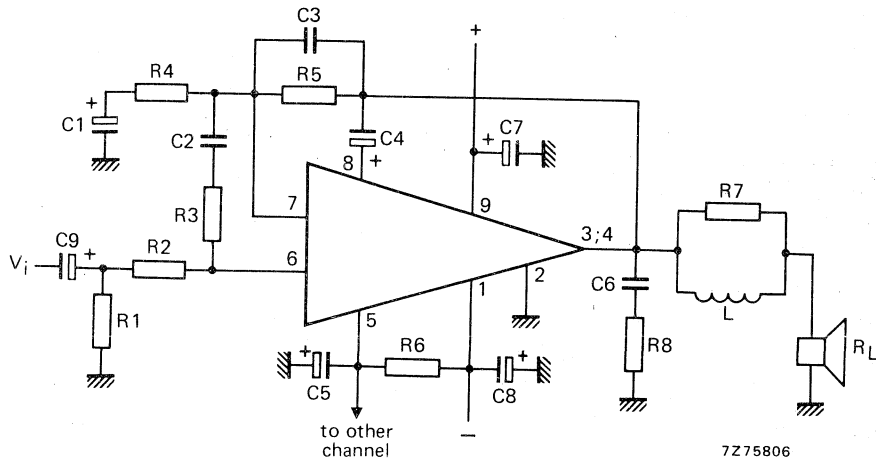 C3
+
R4
R5
+
C1
C2
C4
+
8
+
C7
R3
7
9
R7
C9
+
R2
3;4
Vi
6
2
1
C6
L
R1
5
R8
RL
+
R6
+
C5
C8
to other
channel
−
7Z75806